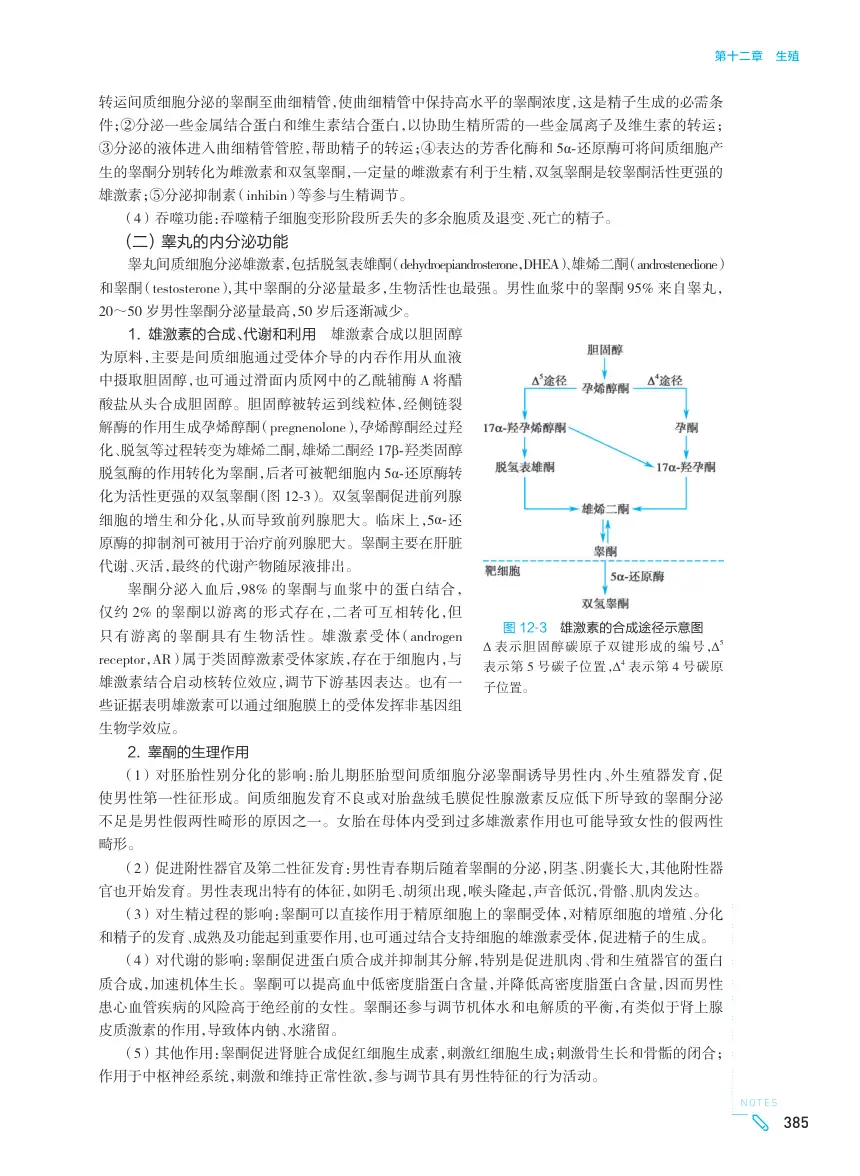 第十二章　生殖
转运间质细胞分泌的睾酮至曲细精管,使曲细精管中保持高水平的睾酮浓度,这是精子生成的必需条
件;②分泌一些金属结合蛋白和维生素结合蛋白,以协助生精所需的一些金属离子及维生素的转运;
③分泌的液体进入曲细精管管腔,帮助精子的转运;④表达的芳香化酶和 5α-还原酶可将间质细胞产
生的睾酮分别转化为雌激素和双氢睾酮,一定量的雌激素有利于生精,双氢睾酮是较睾酮活性更强的
雄激素;⑤分泌抑制素(inhibin)等参与生精调节。
(4)吞噬功能:吞噬精子细胞变形阶段所丢失的多余胞质及退变、死亡的精子。
(二)睾丸的内分泌功能
睾丸间质细胞分泌雄激素,包括脱氢表雄酮(dehydroepiandrosterone,DHEA)、雄烯二酮(androstenedione)
和睾酮(testosterone),其中睾酮的分泌量最多,生物活性也最强。男性血浆中的睾酮 95% 来自睾丸,
20～50 岁男性睾酮分泌量最高,50 岁后逐渐减少。
1. 雄激素的合成、代谢和利用　雄激素合成以胆固醇
为原料,主要是间质细胞通过受体介导的内吞作用从血液
中摄取胆固醇,也可通过滑面内质网中的乙酰辅酶 A 将醋
酸盐从头合成胆固醇。胆固醇被转运到线粒体,经侧链裂
解酶的作用生成孕烯醇酮(pregnenolone),孕烯醇酮经过羟
化、脱氢等过程转变为雄烯二酮,雄烯二酮经 17β-羟类固醇
脱氢酶的作用转化为睾酮,后者可被靶细胞内 5α-还原酶转
化为活性更强的双氢睾酮(图 12-3)。双氢睾酮促进前列腺
细胞的增生和分化,从而导致前列腺肥大。临床上,5α-还
原酶的抑制剂可被用于治疗前列腺肥大。睾酮主要在肝脏
代谢、灭活,最终的代谢产物随尿液排出。
睾酮分泌入血后,98% 的睾酮与血浆中的蛋白结合,
仅约 2% 的睾酮以游离的形式存在,二者可互相转化,但
只有游离的睾酮具有生物活性。雄激素受体(androgen
receptor,AR)属于类固醇激素受体家族,存在于细胞内,与
雄激素结合启动核转位效应,调节下游基因表达。也有一
些证据表明雄激素可以通过细胞膜上的受体发挥非基因组
生物学效应。
胆固醇
Δ⁵途径　孕烯醇酮　Δ⁴途径
17α-羟孕烯醇酮　孕酮
脱氢表雄酮　17α-羟孕酮
雄烯二酮
睾酮
靶细胞　5α-还原酶
双氢睾酮
图 12-3　雄激素的合成途径示意图
Δ 表示胆固醇碳原子双键形成的编号,Δ⁵
表示第 5 号碳子位置,Δ⁴ 表示第 4 号碳原
子位置。
2. 睾酮的生理作用
(1)对胚胎性别分化的影响:胎儿期胚胎型间质细胞分泌睾酮诱导男性内、外生殖器发育,促
使男性第一性征形成。间质细胞发育不良或对胎盘绒毛膜促性腺激素反应低下所导致的睾酮分泌
不足是男性假两性畸形的原因之一。女胎在母体内受到过多雄激素作用也可能导致女性的假两性
畸形。
(2)促进附性器官及第二性征发育:男性青春期后随着睾酮的分泌,阴茎、阴囊长大,其他附性器
官也开始发育。男性表现出特有的体征,如阴毛、胡须出现,喉头隆起,声音低沉,骨骼、肌肉发达。
(3)对生精过程的影响:睾酮可以直接作用于精原细胞上的睾酮受体,对精原细胞的增殖、分化
和精子的发育、成熟及功能起到重要作用,也可通过结合支持细胞的雄激素受体,促进精子的生成。
(4)对代谢的影响:睾酮促进蛋白质合成并抑制其分解,特别是促进肌肉、骨和生殖器官的蛋白
质合成,加速机体生长。睾酮可以提高血中低密度脂蛋白含量,并降低高密度脂蛋白含量,因而男性
患心血管疾病的风险高于绝经前的女性。睾酮还参与调节机体水和电解质的平衡,有类似于肾上腺
皮质激素的作用,导致体内钠、水潴留。
(5)其他作用:睾酮促进肾脏合成促红细胞生成素,刺激红细胞生成;刺激骨生长和骨骺的闭合;
作用于中枢神经系统,刺激和维持正常性欲,参与调节具有男性特征的行为活动。
NOTES
385